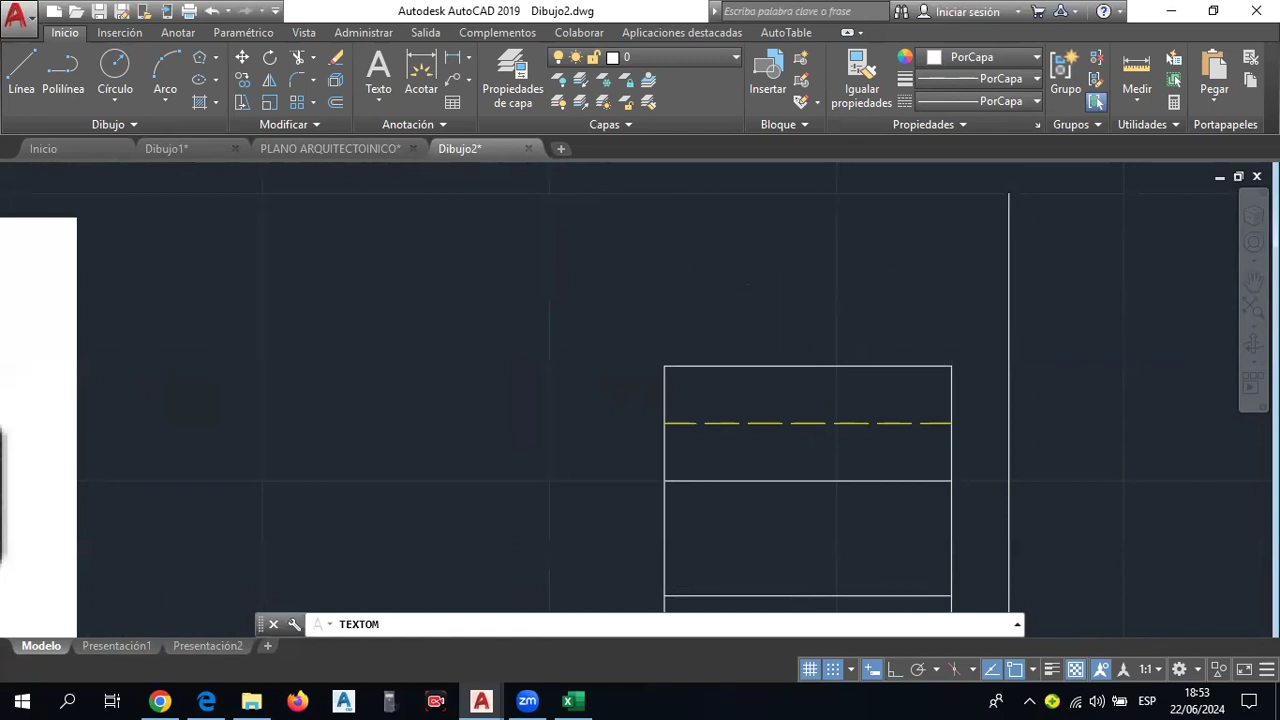 Autodesk AutoCAD 2019 Dibujo2.dwg
Escriba palabra clave o frase
Iniciar sesión
Inicio Inserción Anotar Paramétrico Vista Administrar Salida Complementos Colaborar Aplicaciones destacadas AutoTable
Línea Polilínea Círculo Arco
Texto Acotar
Propiedades de capa
0
Insertar
Igualar propiedades
PorCapa
PorCapa
PorCapa
Grupo
Medir
Pegar
Dibujo Modificar Anotación Capas Bloque Propiedades Grupos Utilidades Portapapeles
Inicio Dibujo1* PLANO ARQUITECTOINICO* Dibujo2*
TEXTOM
Modelo Presentación1 Presentación2
1:1
ESP
18:53
22/06/2024